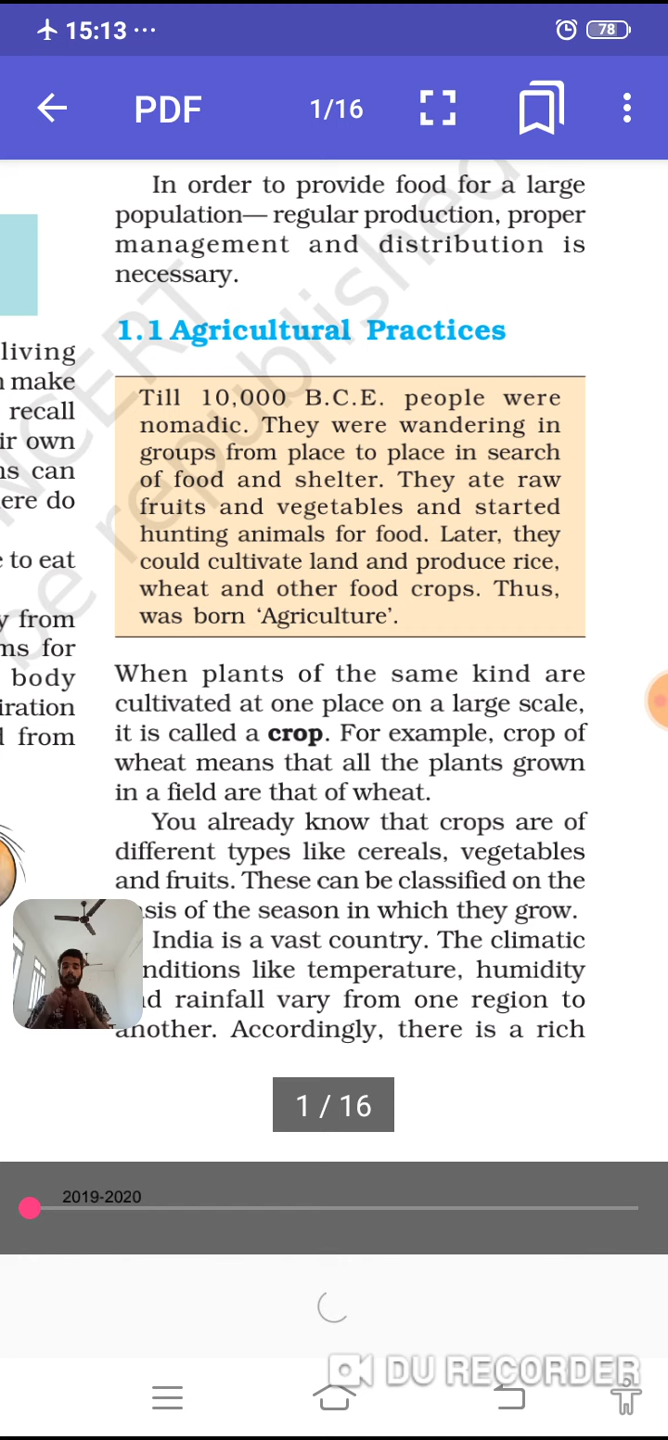 15:13
78
PDF 1/16
In order to provide food for a large
population— regular production, proper
management and distribution is
necessary.
1.1 Agricultural Practices
living
make
recall
own
can
ere do
to eat
from
ms for
body
iration
from
Till 10,000 B.C.E. people were
nomadic. They were wandering in
groups from place to place in search
of food and shelter. They ate raw
fruits and vegetables and started
hunting animals for food. Later, they
could cultivate land and produce rice,
wheat and other food crops. Thus,
was born ‘Agriculture’.
When plants of the same kind are
cultivated at one place on a large scale,
it is called a crop. For example, crop of
wheat means that all the plants grown
in a field are that of wheat.
You already know that crops are of
different types like cereals, vegetables
and fruits. These can be classified on the
sis of the season in which they grow.
India is a vast country. The climatic
nditions like temperature, humidity
d rainfall vary from one region to
another. Accordingly, there is a rich
NCERT
be republished
1 / 16
2019-2020
DU RECORDER